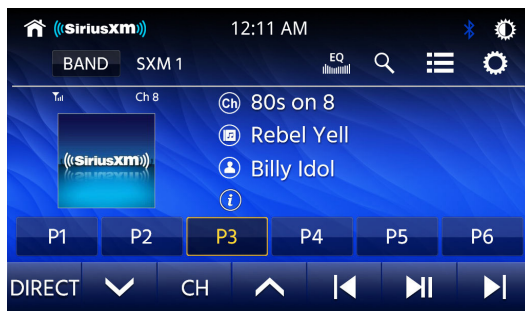 ((SiriusXM)) 12:11 AM
BAND SXM 1 EQ
Ch 8
Ch 80s on 8
Rebel Yell
((SiriusXM)) Billy Idol
i
P1 P2 P3 P4 P5 P6
DIRECT CH